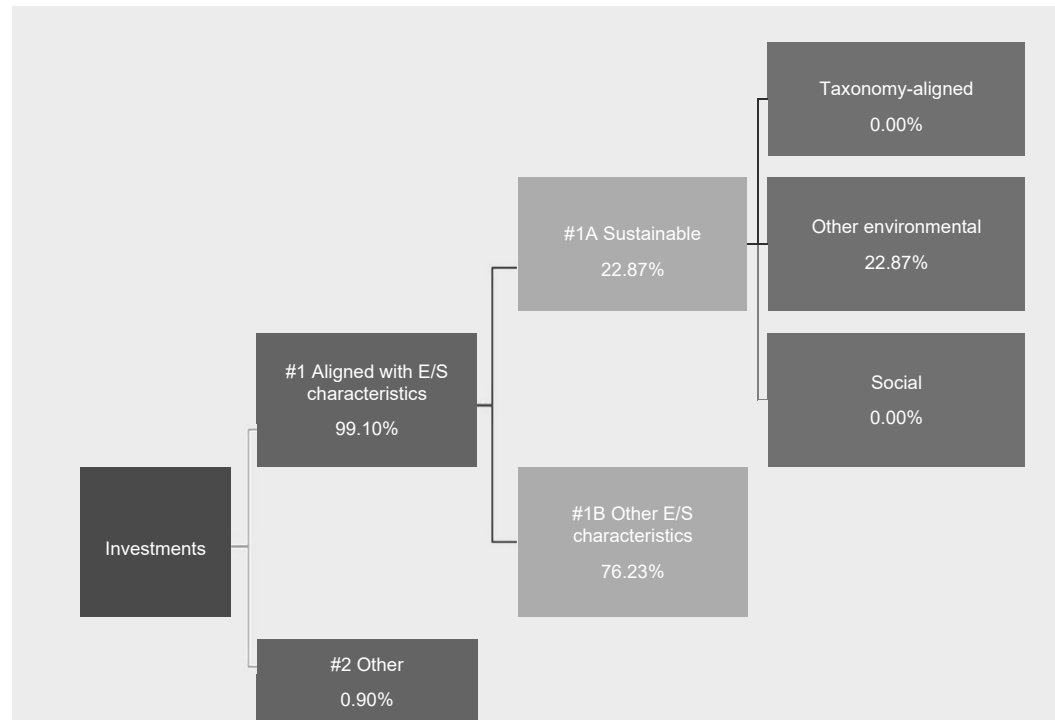 Taxonomy-aligned
0.00%
#1A Sustainable
22.87%
Other environmental
22.87%
#1 Aligned with E/S
characteristics
99.10%
Social
0.00%
Investments
#1B Other E/S
characteristics
76.23%
#2 Other
0.90%